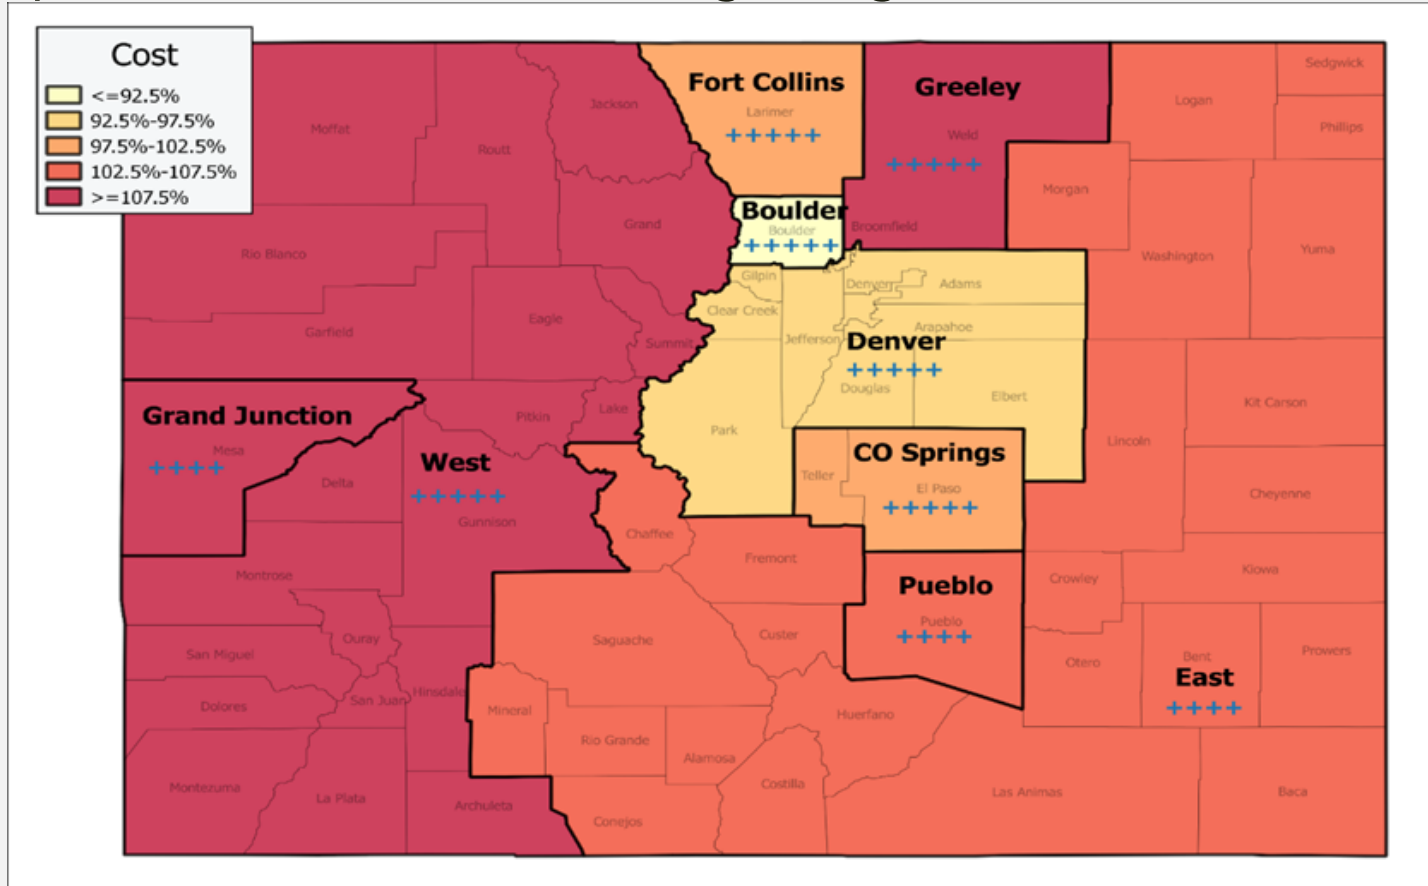 Cost
<=92.5%
92.5%-97.5%
97.5%-102.5%
102.5%-107.5%
>=107.5%
Moffat
Routt
Jackson
Fort Collins
Larimer
+++++
Greeley
Weld
+++++
Logan
Sedgwick
Phillips
Morgan
Rio Blanco
Grand
Boulder
Boulder
+++++
Broomfield
Washington
Yuma
Gilpin
Clear Creek
Denver
Adams
Garfield
Eagle
Summit
Jefferson
Arapahoe
Denver
+++++
Douglas
Elbert
Grand Junction
Mesa
++++
Pitkin
Lake
Park
Lincoln
Kit Carson
West
+++++
Gunnison
Delta
CO Springs
Teller
El Paso
+++++
Cheyenne
Chaffee
Fremont
Montrose
Pueblo
Pueblo
++++
Crowley
Kiowa
Ouray
San Miguel
Saguache
Custer
Otero
Bent
East
++++
Prowers
Dolores
San Juan
Hinsdale
Mineral
Rio Grande
Alamosa
Huerfano
Montezuma
La Plata
Archuleta
Conejos
Costilla
Las Animas
Baca